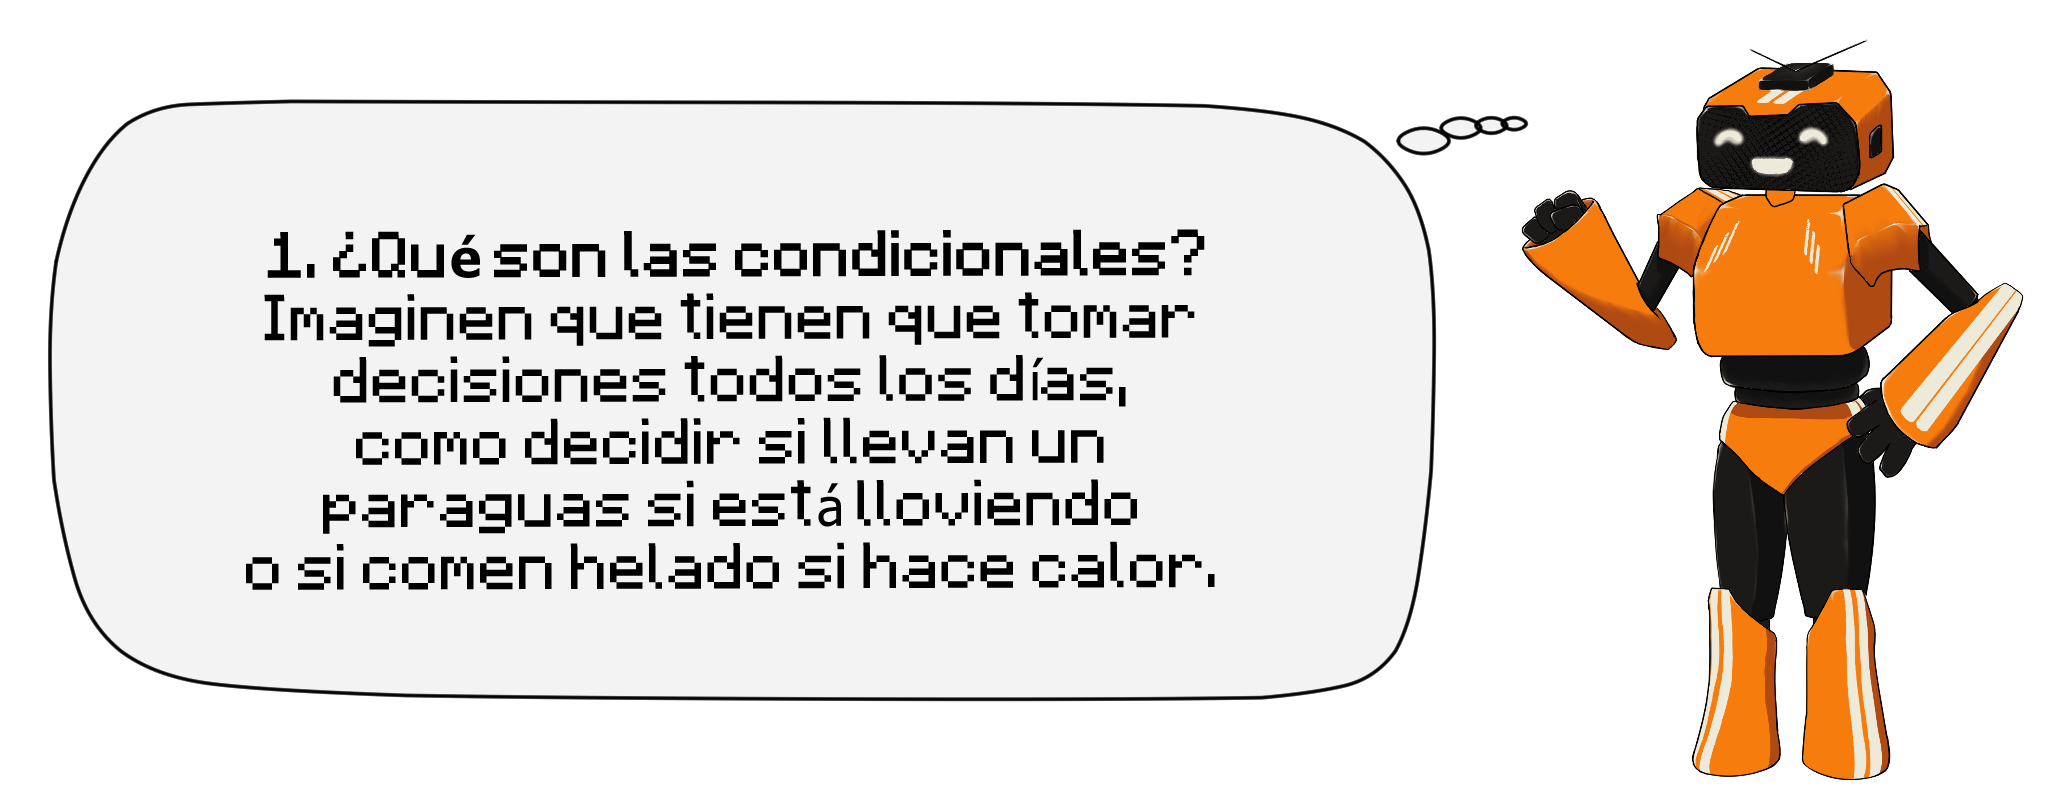 1. ¿Qué son las condicionales?
Imaginen que tienen que tomar
decisiones todos los días,
como decidir si llevan un
paraguas si está lloviendo
o si comen helado si hace calor.